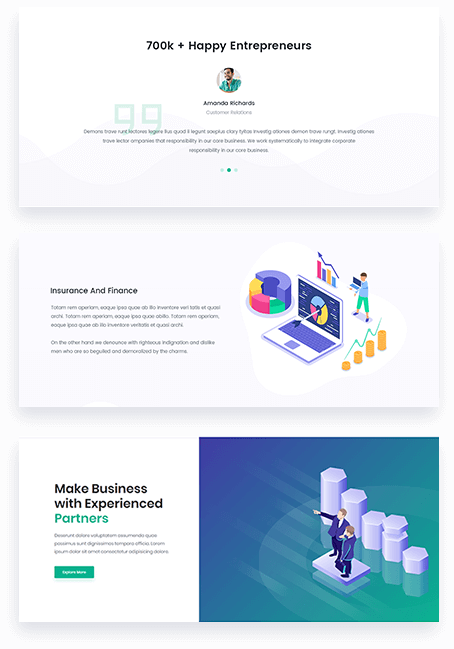 700k + Happy Entrepreneurs
Amanda Richards
Customer Relations
Demons trave runt lectores legere lius quod ii legunt saepius clary tyitas Investig ationes demon trave rungt. Investig ationes
trave lector ompanies that responsibility in our core business. We work systematically to integrate corporate
responsibility in our core business.
Insurance And Finance
Totam rem aperiam, eaque ipsa quae ab illo inventore veri tatis et quasi
archi. Totam rem aperiam, eaque ipsa quae abillo. Totam rem aperiam,
eaque ipsa quae ab illo inventore veritatis et quasi archi.
On the other hand we denounce with righteous indignation and dislike
men who are so beguiled and demoralized by the charms.
Make Business
with Experienced
Partners
Deserunt dolore voluptatem assumenda quae
possimus sunt dignissimos tempora officia. Lorem
ipsum dolor sit amet consectetur adipisicing dolore.
Explore More